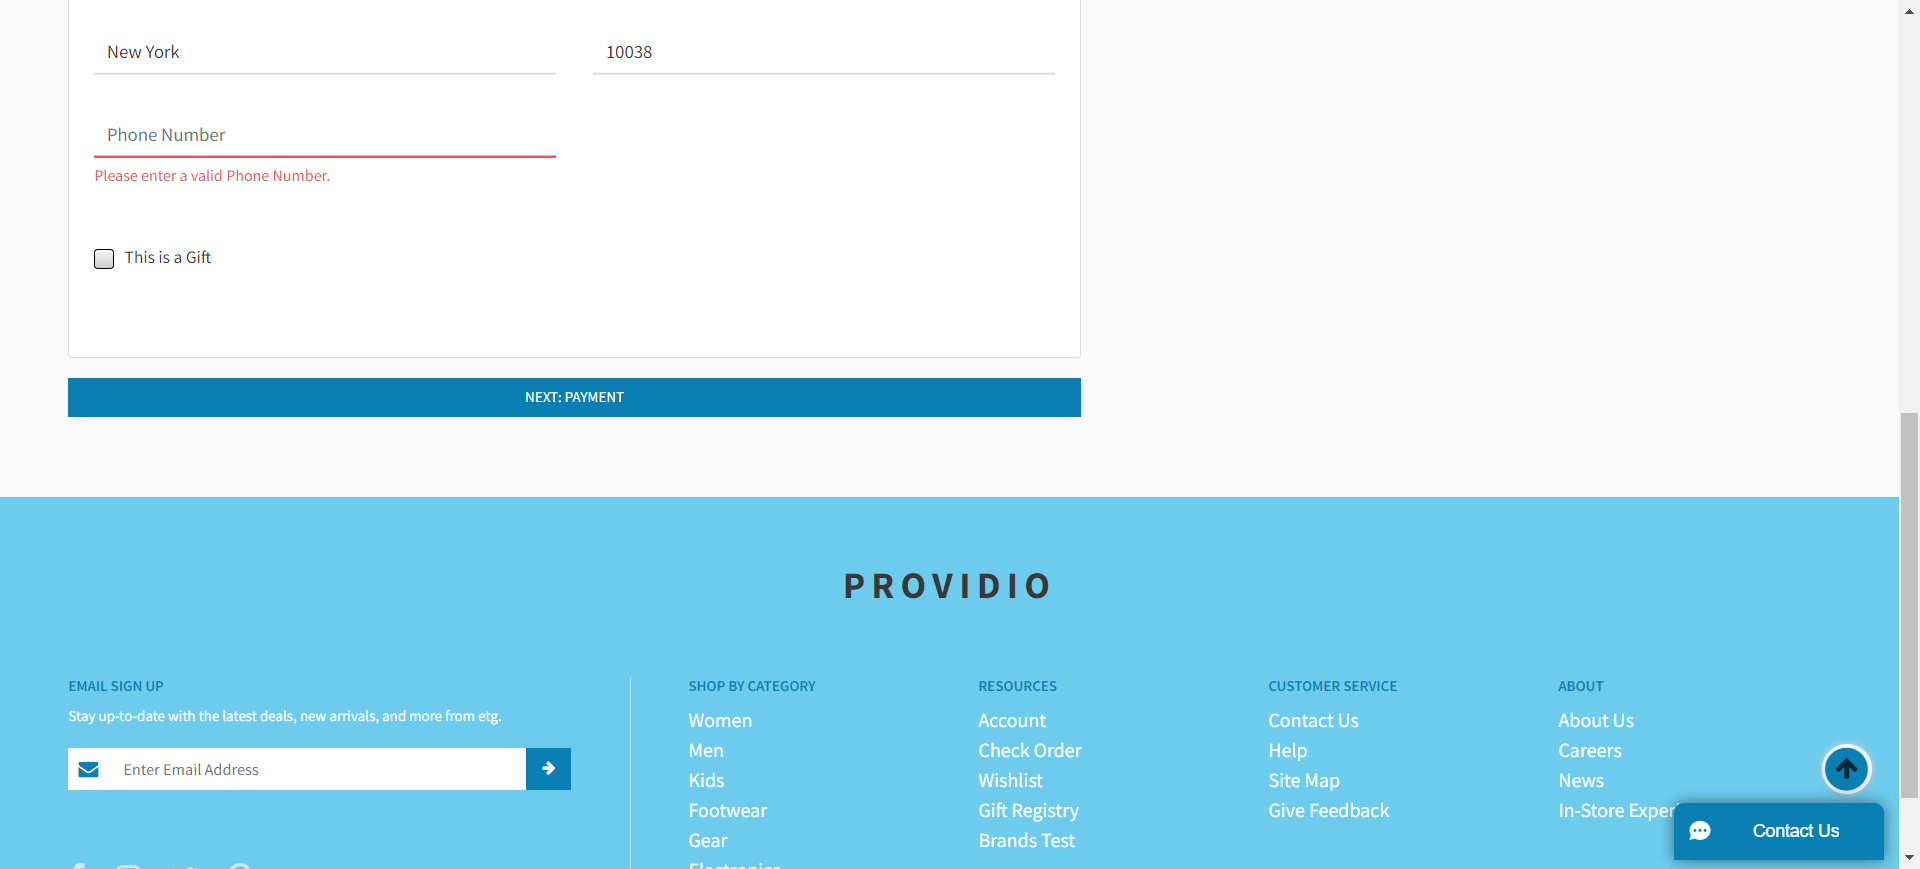 New York
10038
Phone Number
Please enter a valid Phone Number.
This is a Gift
NEXT: PAYMENT
PROVIDIO
EMAIL SIGN UP
Stay up-to-date with the latest deals, new arrivals, and more from etg.
Enter Email Address
SHOP BY CATEGORY
Women
Men
Kids
Footwear
Gear
RESOURCES
Account
Check Order
Wishlist
Gift Registry
Brands Test
CUSTOMER SERVICE
Contact Us
Help
Site Map
Give Feedback
ABOUT
About Us
Careers
News
In-Store
Contact Us